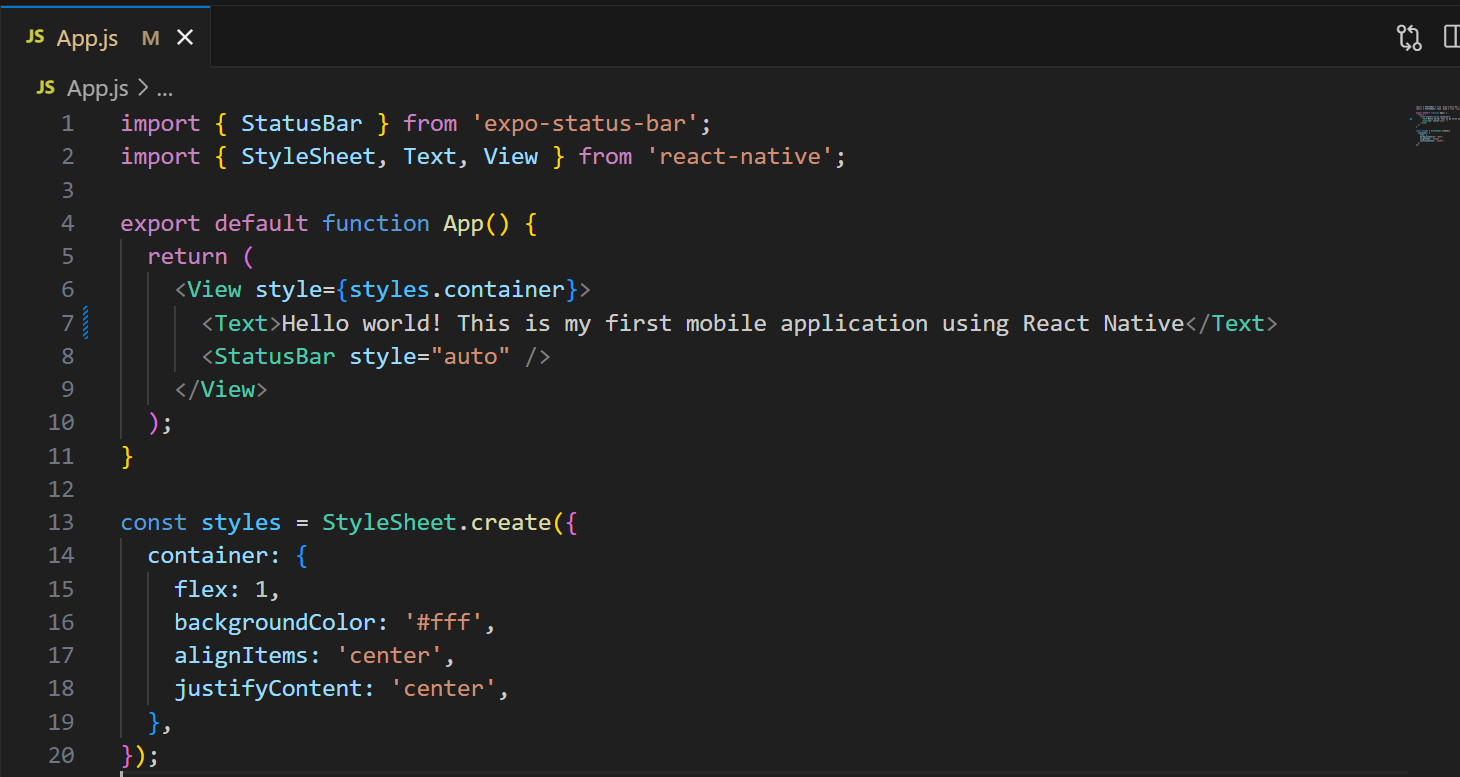 JS App.js M
JS App.js > ...
1 import { StatusBar } from 'expo-status-bar';
2 import { StyleSheet, Text, View } from 'react-native';
3
4 export default function App() {
5   return (
6     <View style={styles.container}>
7       <Text>Hello world! This is my first mobile application using React Native</Text>
8       <StatusBar style="auto" />
9     </View>
10   );
11 }
12
13 const styles = StyleSheet.create({
14   container: {
15     flex: 1,
16     backgroundColor: '#fff',
17     alignItems: 'center',
18     justifyContent: 'center',
19   },
20 });